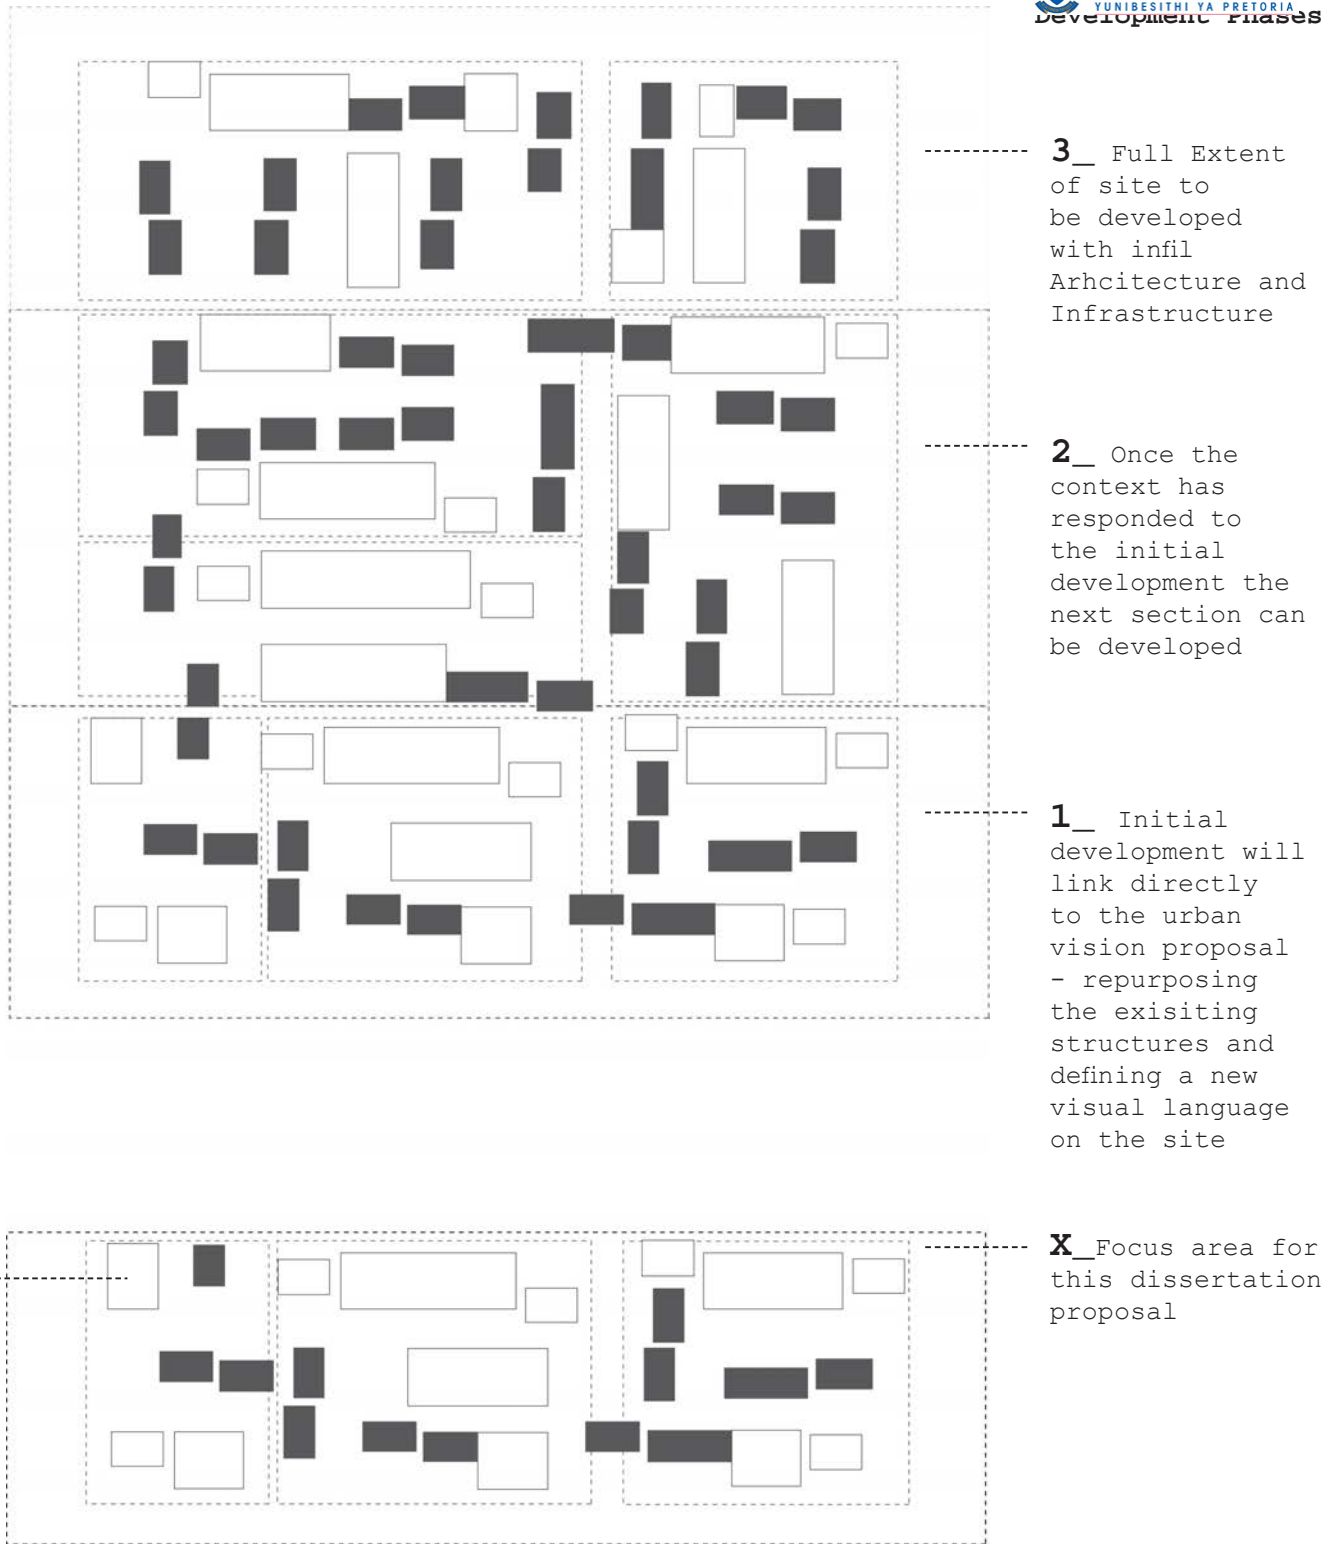 YUNIBESITHI YA PRETORIA
Development Phases
3_ Full Extent
of site to
be developed
with infil
Arhcitecture and
Infrastructure
2_ Once the
context has
responded to
the initial
development the
next section can
be developed
1_ Initial
development will
link directly
to the urban
vision proposal
- repurposing
the exisiting
structures and
defining a new
visual language
on the site
X_Focus area for
this dissertation
proposal